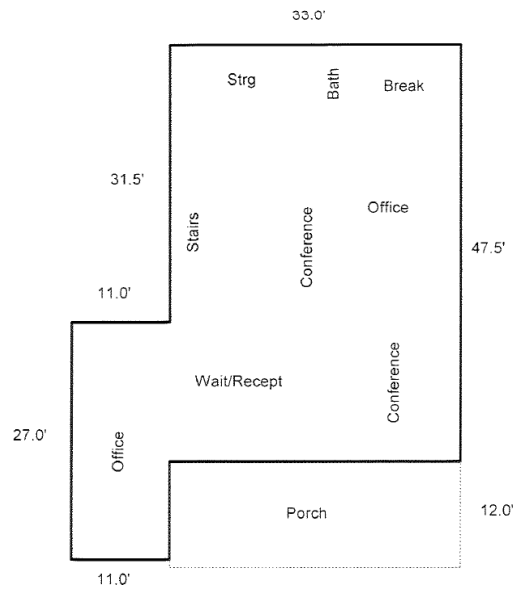 33.0'
Strg
Bath
Break
31.5'
Office
Stairs
Conference
47.5'
11.0'
Wait/Recept
Conference
27.0'
Office
Porch
12.0'
11.0'